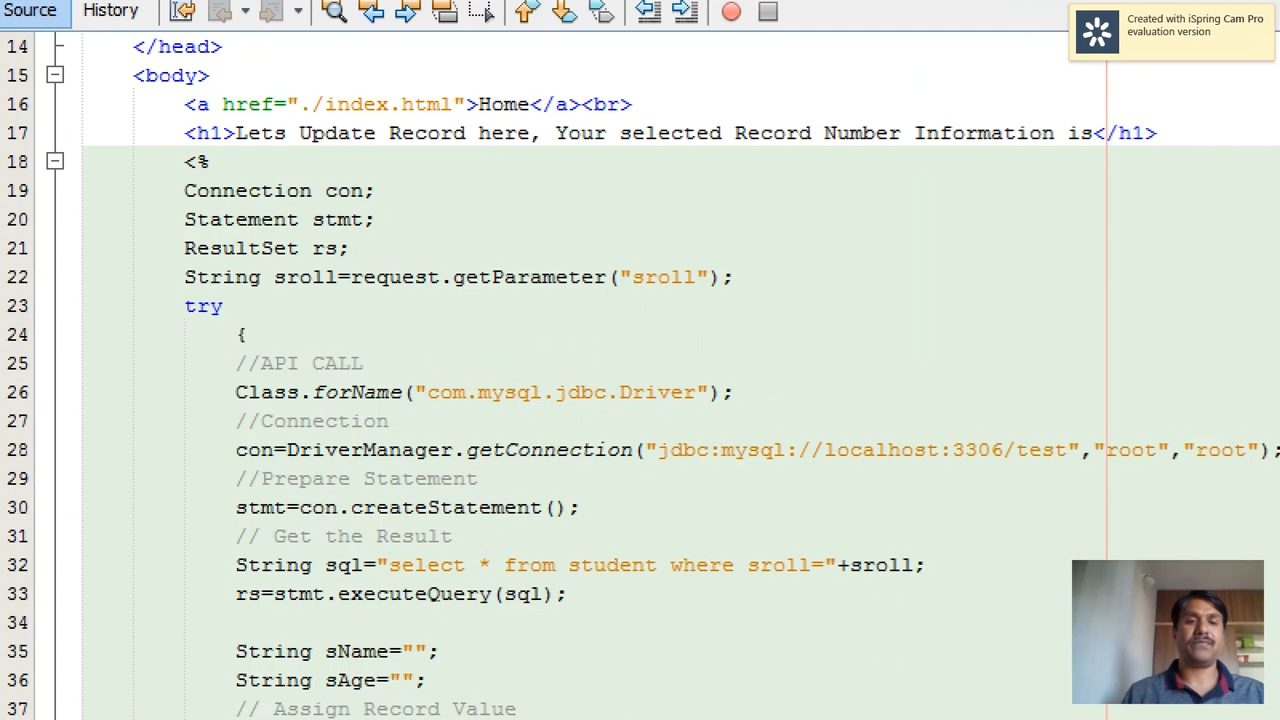 Source History
Created with iSpring Cam Pro
evaluation version
14 </head>
15 <body>
16 <a href="./index.html">Home</a><br>
17 <h1>Lets Update Record here, Your selected Record Number Information is</h1>
18 <%
19 Connection con;
20 Statement stmt;
21 ResultSet rs;
22 String sroll=request.getParameter("sroll");
23 try
24 {
25 //API CALL
26 Class.forName("com.mysql.jdbc.Driver");
27 //Connection
28 con=DriverManager.getConnection("jdbc:mysql://localhost:3306/test","root","root");
29 //Prepare Statement
30 stmt=con.createStatement();
31 // Get the Result
32 String sql="select * from student where sroll="+sroll;
33 rs=stmt.executeQuery(sql);
34
35 String sName="";
36 String sAge="";
37 // Assign Record Value